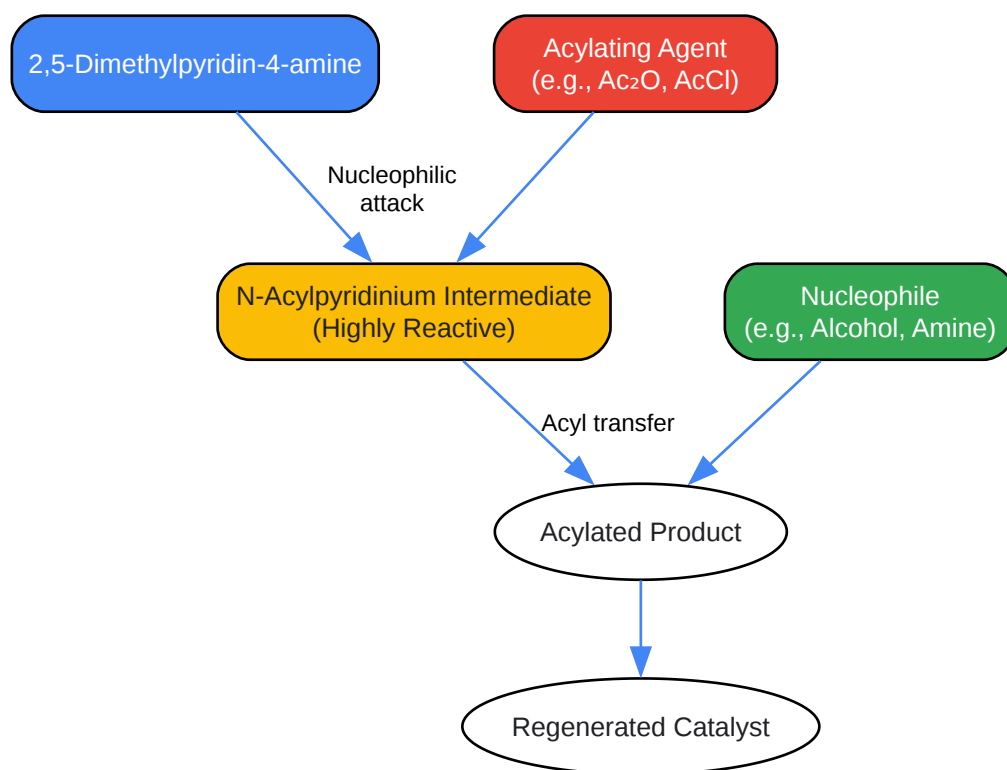 2,5-Dimethylpyridin-4-amine
Acylating Agent
(e.g., Ac₂O, AcCl)
Nucleophilic
attack
N-Acylpyridinium Intermediate
(Highly Reactive)
Nucleophile
(e.g., Alcohol, Amine)
Acyl transfer
Acylated Product
Regenerated Catalyst